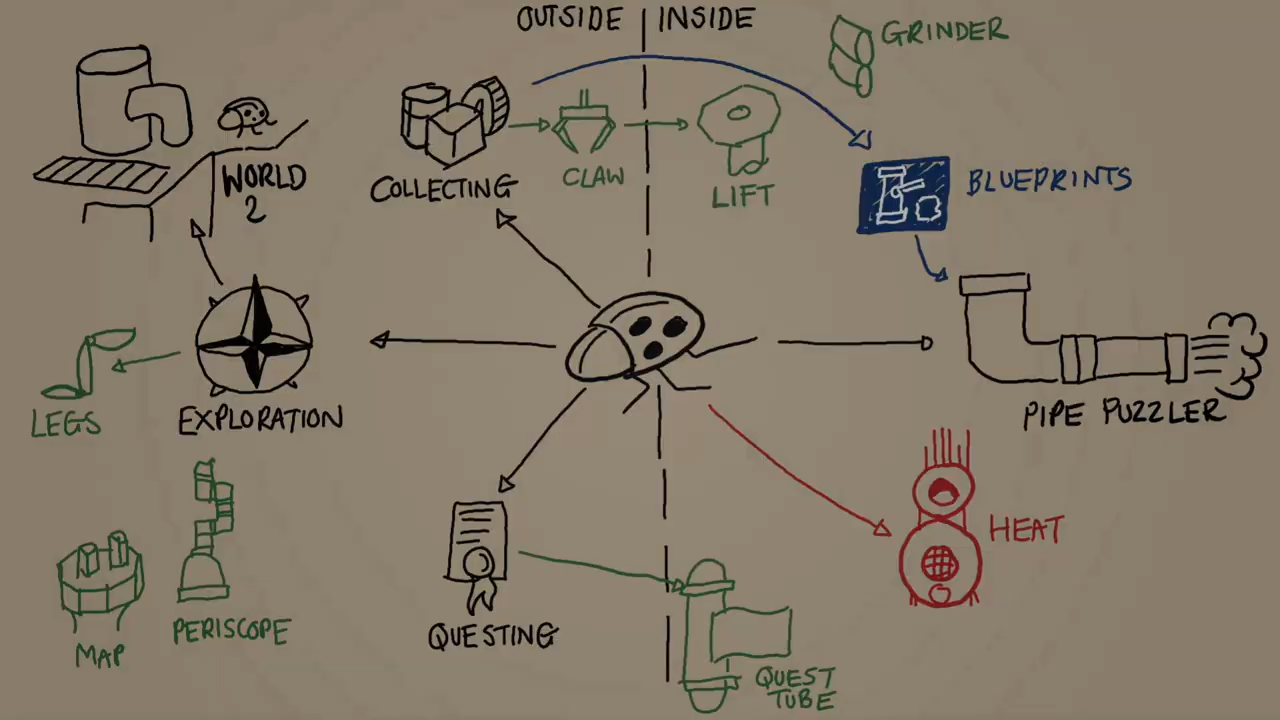 OUTSIDE | INSIDE
GRINDER
COLLECTING
CLAW
LIFT
BLUEPRINTS
WORLD
2
LEGS
EXPLORATION
PIPE PUZZLER
MAP
PERISCOPE
QUESTING
HEAT
QUEST
TUBE